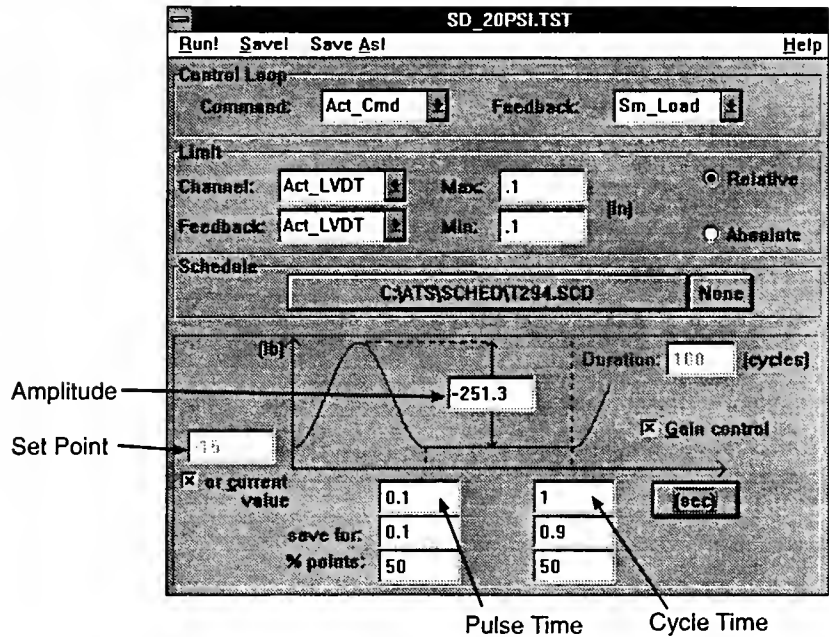 SD_20PSI.TST
Run! Save! Save As! Help
Control Loop
Command: Act_Cmd Feedback: Sm_Load
Limit
Channel: Act_LVDT Max: .1 Relative
(in)
Feedback: Act_LVDT Min: .1 Absolute
Schedule
C:\ATS\SCHED\T294.SCD None
(lb) Duration: 100 (cycles)
Amplitude -251.3
Gain control
Set Point -15
or current value
0.1 1 (sec)
save for: 0.1 0.9
% points: 50 50
Pulse Time Cycle Time